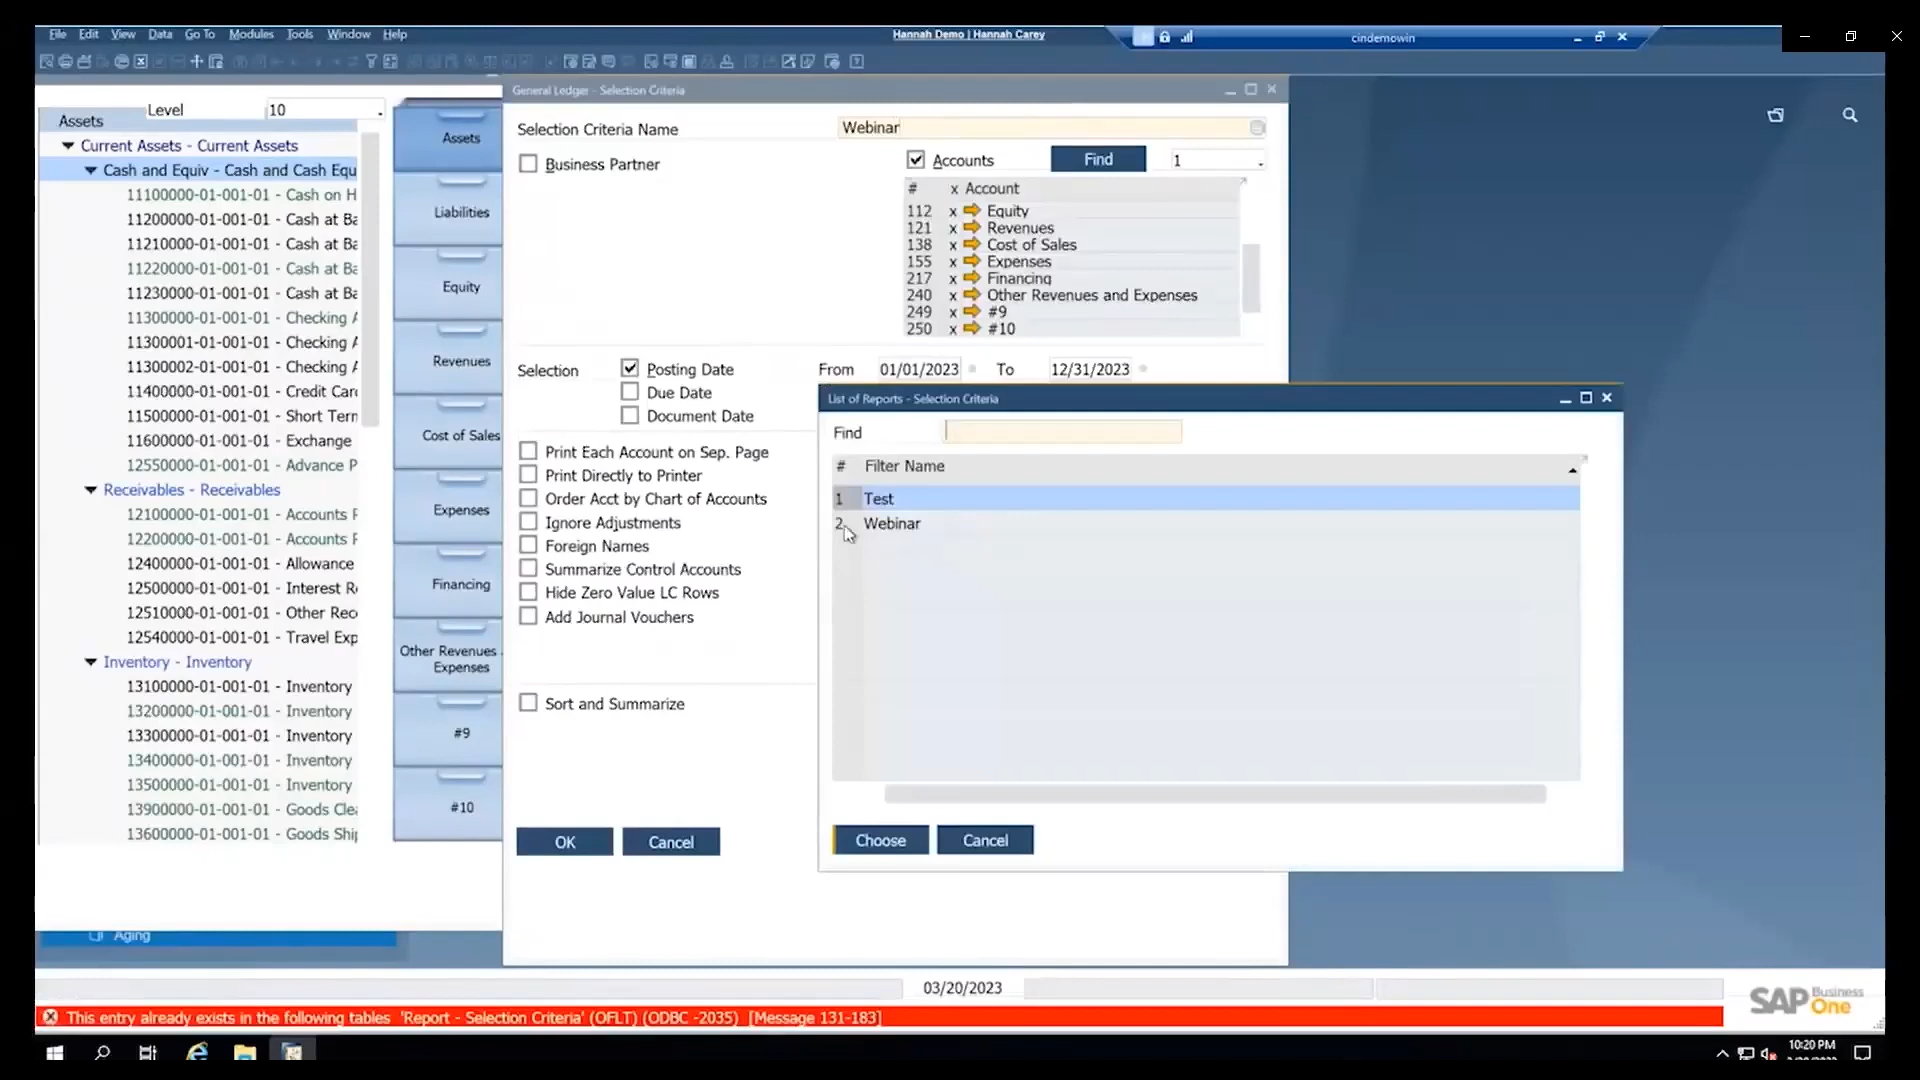 File Edit View Data Go To Modules Tools Window Help
Hannah Demo | Hannah Carey
cindemowin
Level 10
Assets
Current Assets - Current Assets
Cash and Equiv - Cash and Cash Equ
11100000-01-001-01 - Cash on H
11200000-01-001-01 - Cash at Ba
11210000-01-001-01 - Cash at Ba
11220000-01-001-01 - Cash at Ba
11230000-01-001-01 - Cash at Ba
11300000-01-001-01 - Checking A
11300001-01-001-01 - Checking A
11300002-01-001-01 - Checking A
11400000-01-001-01 - Credit Car
11500000-01-001-01 - Short Term
11600000-01-001-01 - Exchange
12550000-01-001-01 - Advance P
Receivables - Receivables
12100000-01-001-01 - Accounts R
12200000-01-001-01 - Accounts R
12400000-01-001-01 - Allowance
12500000-01-001-01 - Interest Re
12510000-01-001-01 - Other Rec
12540000-01-001-01 - Travel Exp
Inventory - Inventory
13100000-01-001-01 - Inventory
13200000-01-001-01 - Inventory
13300000-01-001-01 - Inventory
13400000-01-001-01 - Inventory
13500000-01-001-01 - Inventory
13900000-01-001-01 - Goods Clea
13600000-01-001-01 - Goods Ship
Aging
Assets
Liabilities
Equity
Revenues
Cost of Sales
Expenses
Financing
Other Revenues
Expenses
#9
#10
General Ledger - Selection Criteria
Selection Criteria Name Webinar
Business Partner
Accounts Find 1
# x Account
112 x Equity
121 x Revenues
138 x Cost of Sales
155 x Expenses
217 x Financing
240 x Other Revenues and Expenses
249 x #9
250 x #10
Selection Posting Date From 01/01/2023 To 12/31/2023
Due Date
Document Date
Print Each Account on Sep. Page
Print Directly to Printer
Order Acct by Chart of Accounts
Ignore Adjustments
Foreign Names
Summarize Control Accounts
Hide Zero Value LC Rows
Add Journal Vouchers
Sort and Summarize
OK Cancel
List of Reports - Selection Criteria
Find
# Filter Name
1 Test
2 Webinar
Choose Cancel
03/20/2023
SAP Business One
This entry already exists in the following tables 'Report - Selection Criteria' (OFLT) (ODBC -2035) [Message 131-183]
10:20 PM